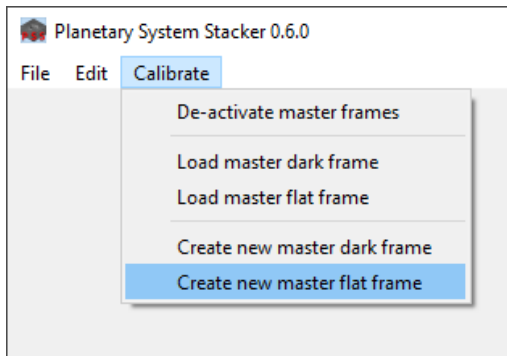 Planetary System Stacker 0.6.0
File Edit Calibrate
De-activate master frames
Load master dark frame
Load master flat frame
Create new master dark frame
Create new master flat frame